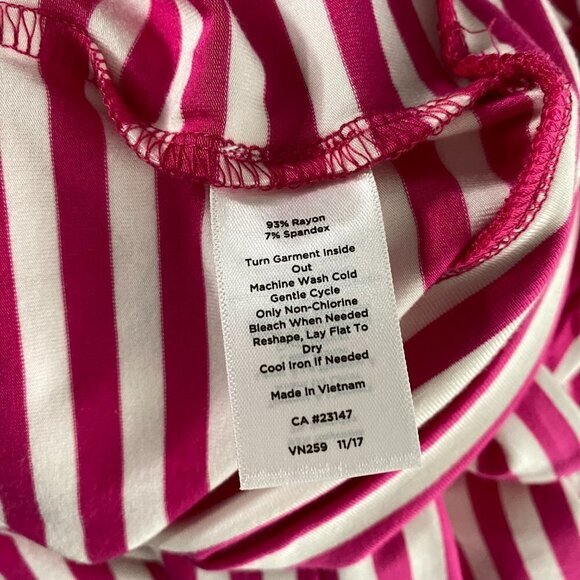 93% Rayon
7% Spandex
Turn Garment Inside
Out
Machine Wash Cold
Gentle Cycle
Only Non-Chlorine
Bleach When Needed
Reshape, Lay Flat To
Dry
Cool Iron If Needed
Made in Vietnam
CA #23147
VN259 11/17